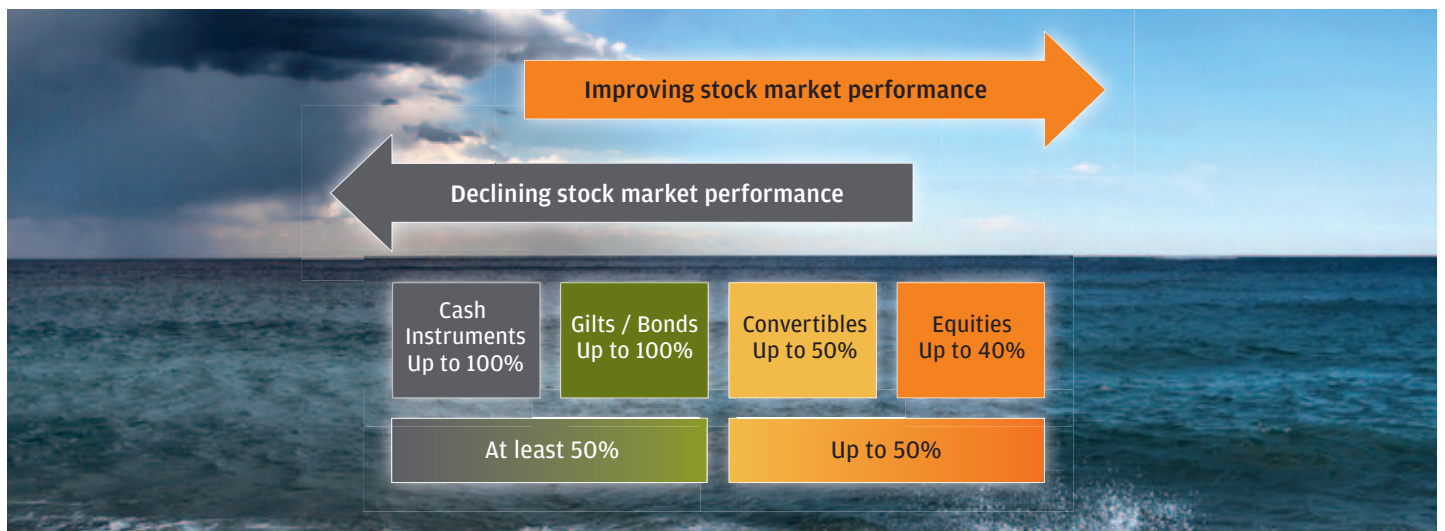 Improving stock market performance
Declining stock market performance
Cash
Instruments
Up to 100%
Gilts / Bonds
Up to 100%
Convertibles
Up to 50%
Equities
Up to 40%
At least 50%
Up to 50%